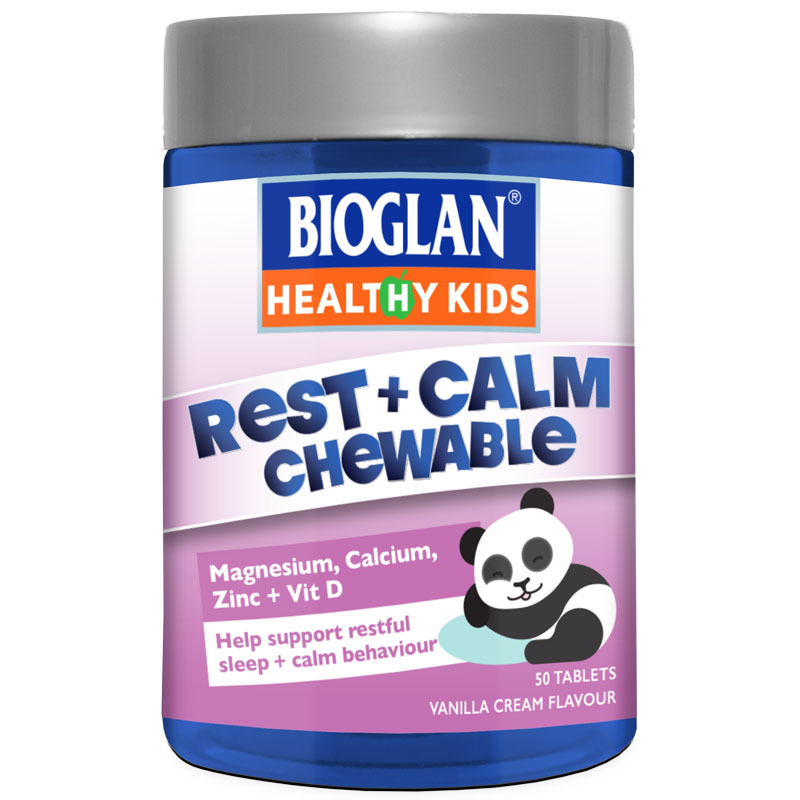 BIOGLAN®
HEALTHY KIDS
ReST + CALM
CHeWABLe
Magnesium, Calcium,
Zinc + Vit D
Help support restful
sleep + calm behaviour
50 TABLETS
VANILLA CREAM FLAVOUR